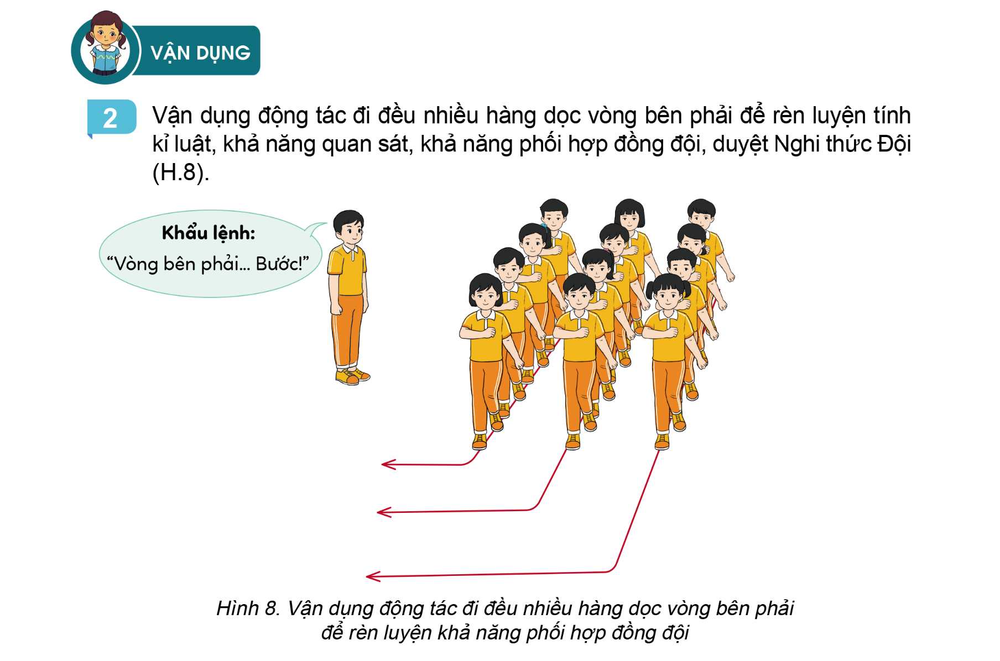 VẬN DỤNG
2
Vận dụng động tác đi đều nhiều hàng dọc vòng bên phải để rèn luyện tính
kỉ luật, khả năng quan sát, khả năng phối hợp đồng đội, duyệt Nghi thức Đội
(H.8).
Khẩu lệnh:
“Vòng bên phải... Bước!”
Hình 8. Vận dụng động tác đi đều nhiều hàng dọc vòng bên phải
để rèn luyện khả năng phối hợp đồng đội